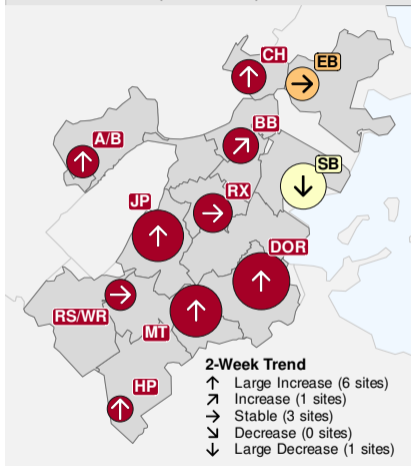 CH
EB
BB
A/B
SB
RX
JP
DOR
RS/WR
MT
HP
2-Week Trend
↑ Large Increase (6 sites)
↗ Increase (1 sites)
→ Stable (3 sites)
↘ Decrease (0 sites)
↓ Large Decrease (1 sites)